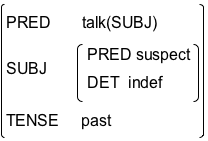 PRED talk(SUBJ)
SUBJ PRED suspect
DET indef
TENSE past